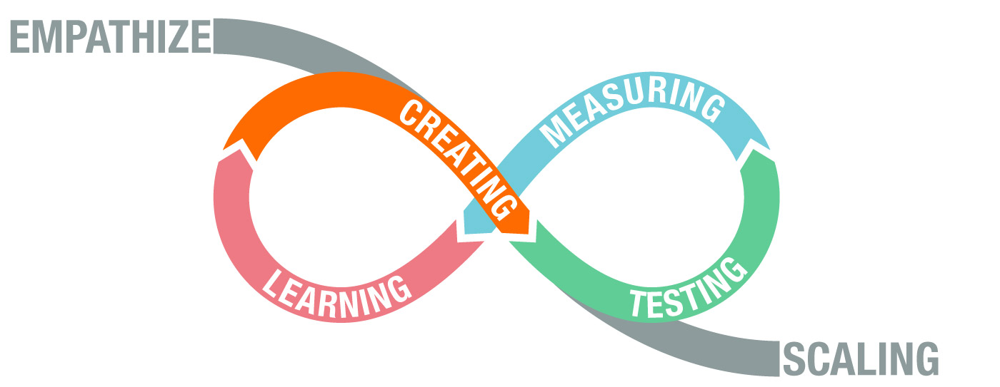 EMPATHIZE
CREATING
MEASURING
LEARNING
TESTING
SCALING